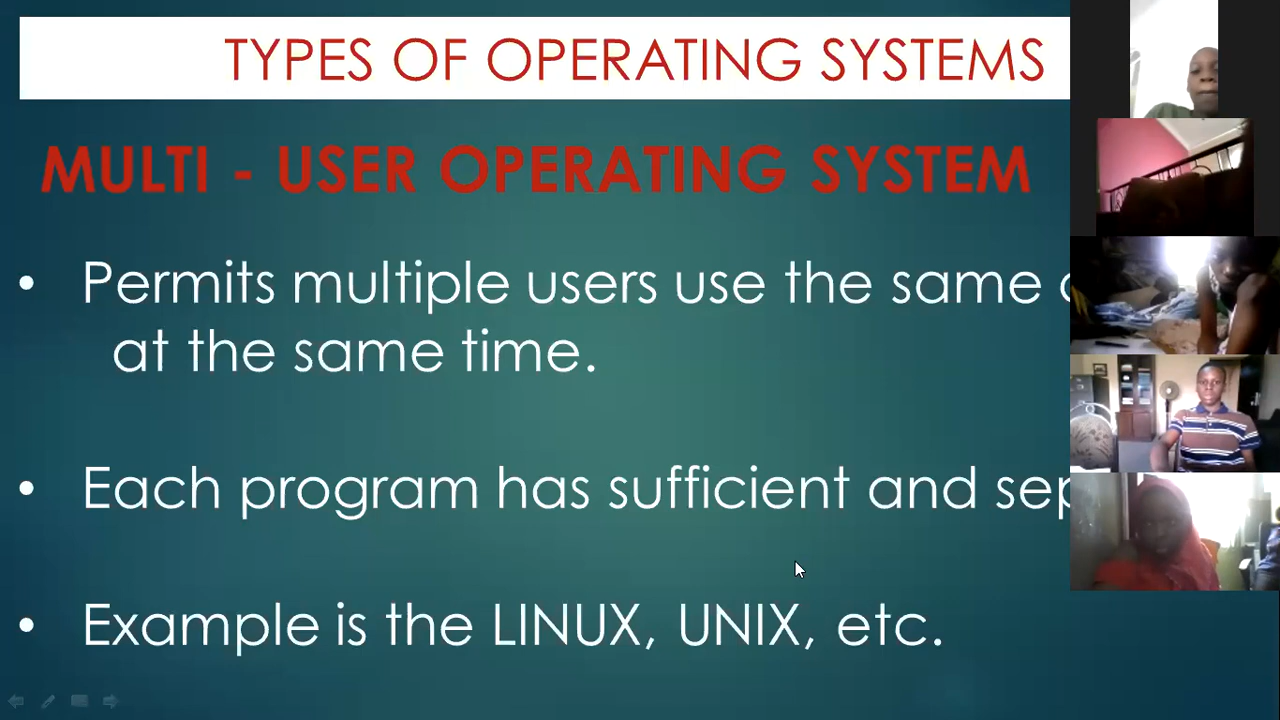 TYPES OF OPERATING SYSTEMS
MULTI - USER OPERATING SYSTEM
• Permits multiple users use the same
at the same time.
• Each program has sufficient and
• Example is the LINUX, UNIX, etc.